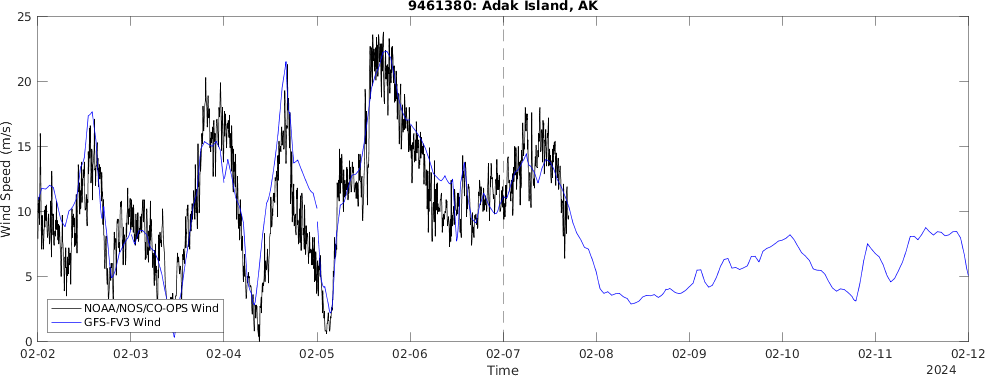 9461380: Adak Island, AK
Wind Speed (m/s)
25
20
15
10
5
0
NOAA/NOS/CO-OPS Wind
GFS-FV3 Wind
02-02 02-03 02-04 02-05 02-06 02-07 02-08 02-09 02-10 02-11 02-12
Time
2024